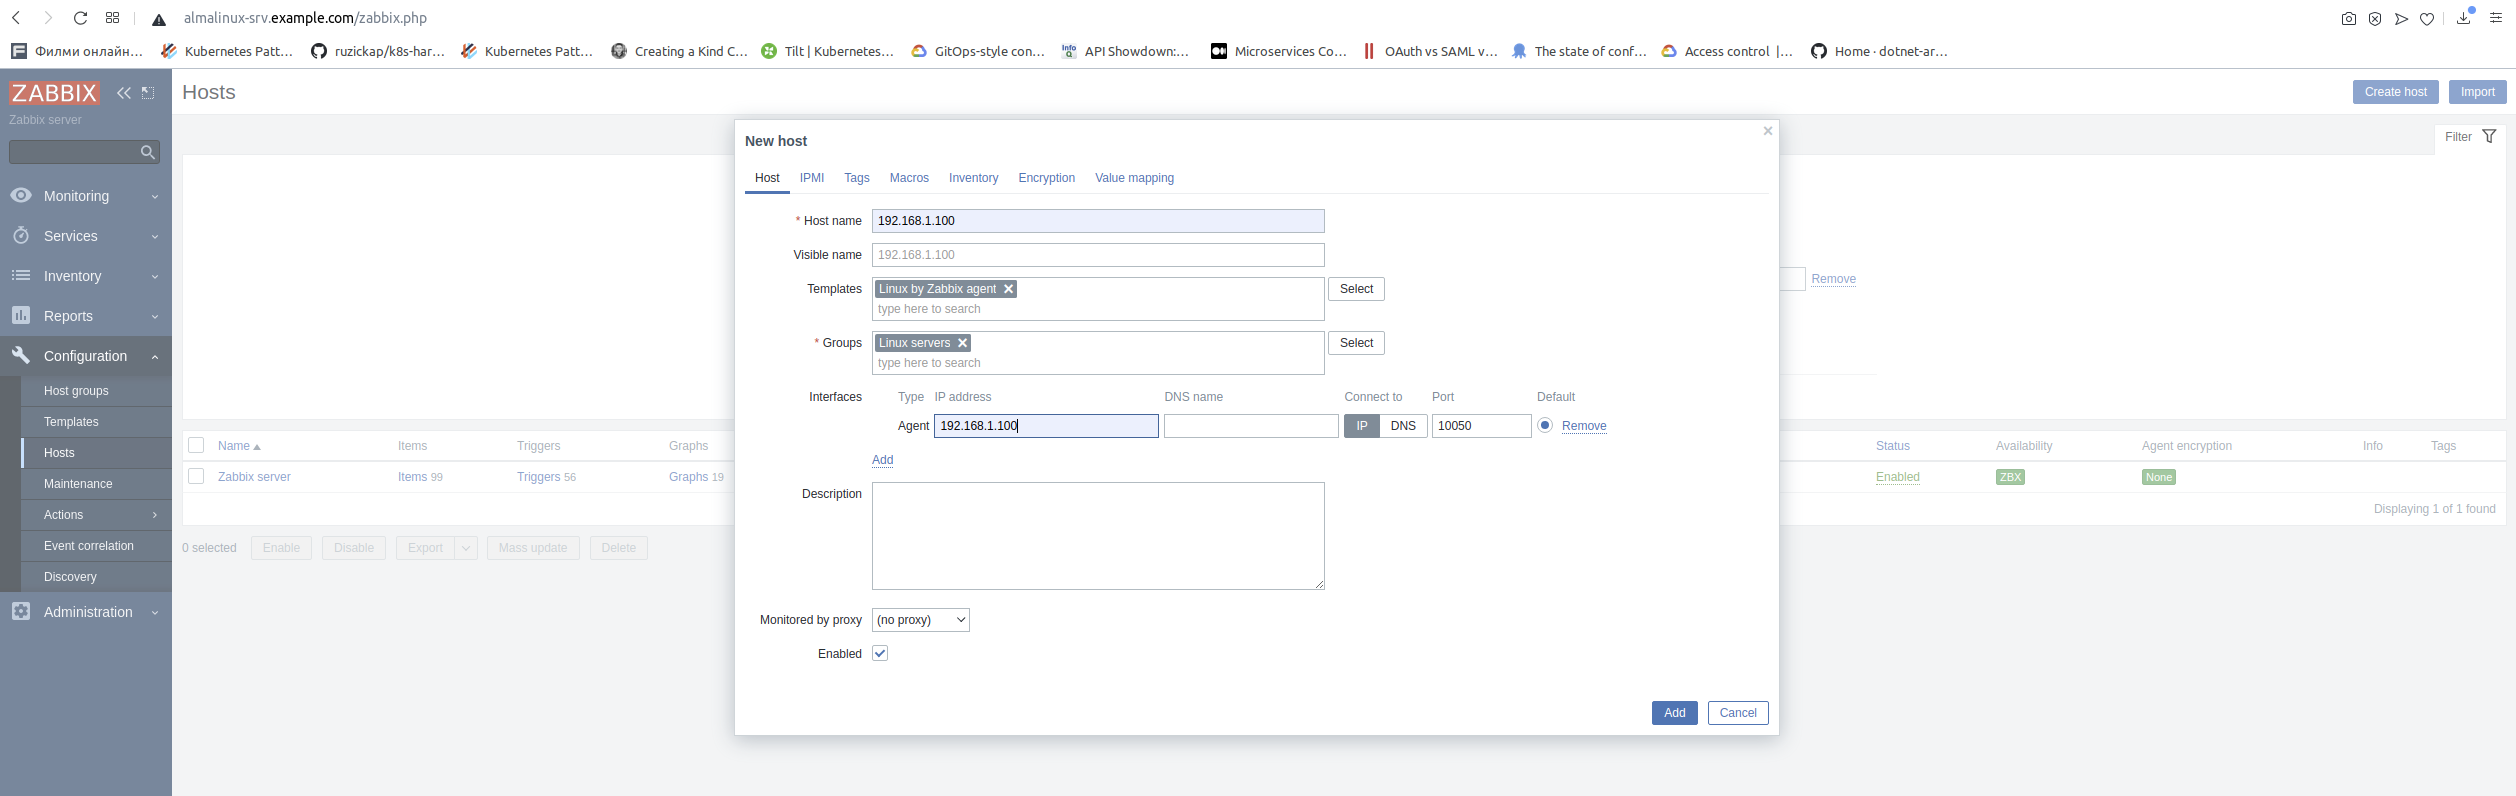 almalinux-srv.example.com/zabbix.php
Филми онлайн… Kubernetes Patt… ruzickap/k8s-har… Kubernetes Patt… Creating a Kind C… Tilt | Kubernetes… GitOps-style con… API Showdown:… Microservices Co… OAuth vs SAML v… The state of conf… Access control |… Home · dotnet-ar…
ZABBIX
Zabbix server
Monitoring
Services
Inventory
Reports
Configuration
Host groups
Templates
Hosts
Maintenance
Actions
Event correlation
Discovery
Administration
Hosts
Create host Import
Filter
Remove
New host
Host IPMI Tags Macros Inventory Encryption Value mapping
* Host name 192.168.1.100
Visible name 192.168.1.100
Templates Linux by Zabbix agent Select
type here to search
* Groups Linux servers Select
type here to search
Interfaces Type IP address DNS name Connect to Port Default
Agent 192.168.1.100 IP DNS 10050 Remove
Add
Description
Monitored by proxy (no proxy)
Enabled
Add Cancel
Name Items Triggers Graphs Status Availability Agent encryption Info Tags
Zabbix server Items 99 Triggers 56 Graphs 19 Enabled ZBX None
Displaying 1 of 1 found
0 selected Enable Disable Export Mass update Delete